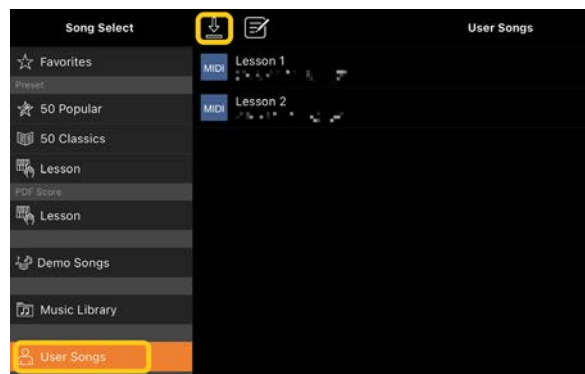 Song Select
Favorites
Preset
50 Popular
50 Classics
Lesson
PDF Score
Lesson
Demo Songs
Music Library
User Songs
User Songs
MIDI
Lesson 1
MIDI
Lesson 2